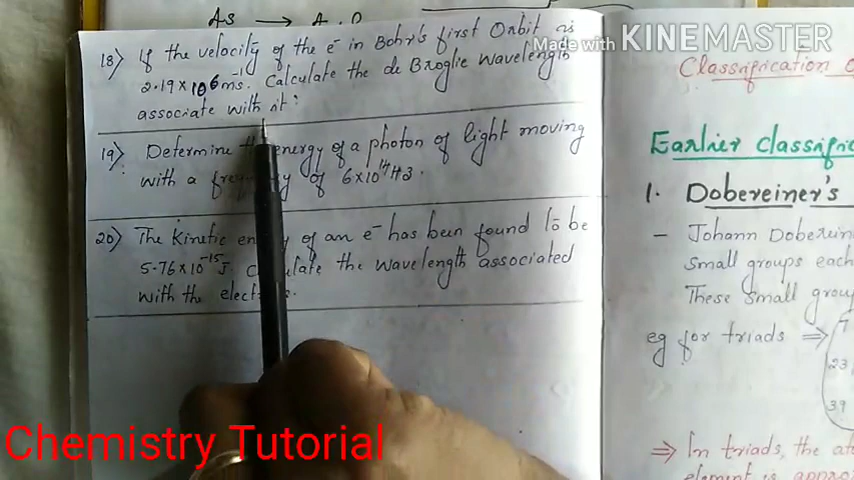 As → A
18) If the velocity of the e⁻ in Bohr's first Orbit is
2.19×10⁶ms⁻¹. Calculate the de Broglie wavelength
associate with it:
19) Determine the energy of a photon of light moving
with a frequency of 6×10¹⁴Hz.
20) The Kinetic energy of an e⁻ has been found to be
5.76×10⁻¹⁵J. Calculate the wavelength associated
with the electrons.
Made with KINEMASTER
Classification
Earlier classific
1. Dobereiner's
– Johann Doberein
Small groups each
These small group
eg for triads ⇒
7
23
39
⇒ In triads, the at
element is approx
Chemistry Tutorial